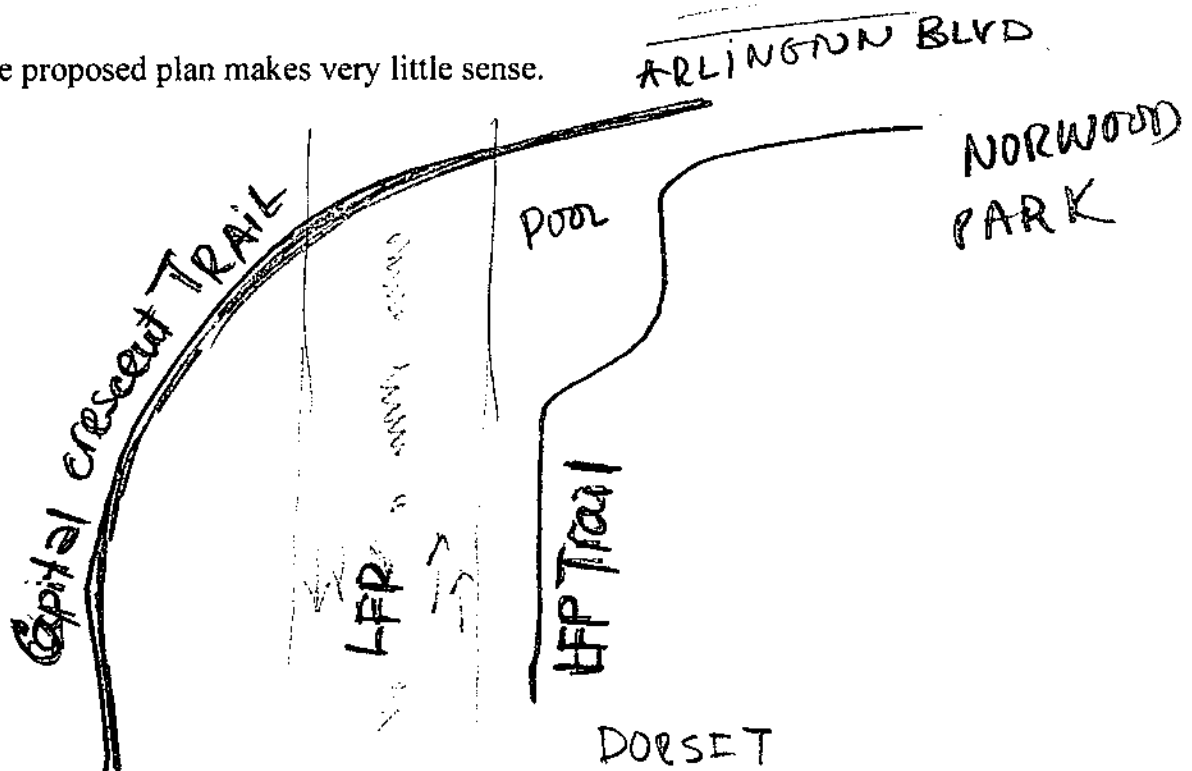 e proposed plan makes very little sense.
ARLINGTON BLVD
NORWOOD
PARK
POOL
Capital crescent TRAIL
LFP
LFP Trail
DORSET